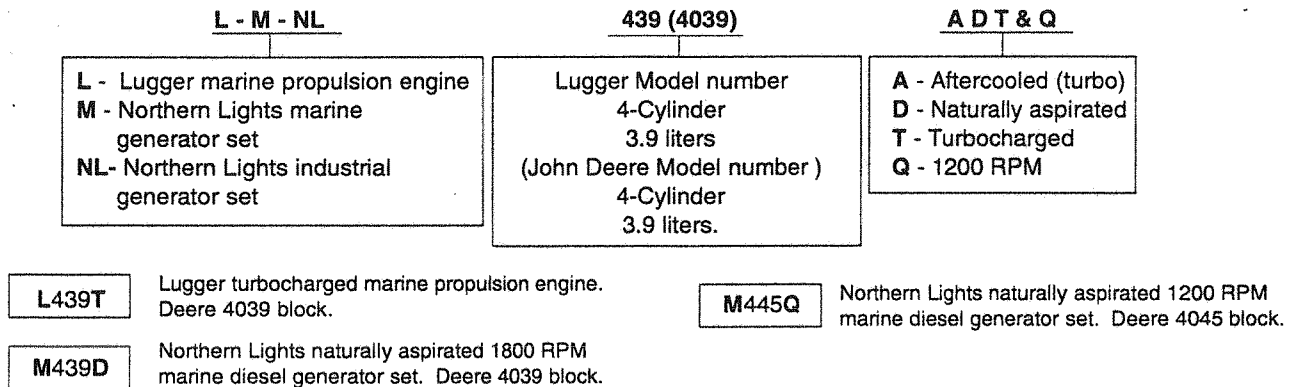 L - M - NL
L - Lugger marine propulsion engine
M - Northern Lights marine
generator set
NL- Northern Lights industrial
generator set
439 (4039)
Lugger Model number
4-Cylinder
3.9 liters
(John Deere Model number )
4-Cylinder
3.9 liters.
A D T & Q
A - Aftercooled (turbo)
D - Naturally aspirated
T - Turbocharged
Q - 1200 RPM
L439T
Lugger turbocharged marine propulsion engine.
Deere 4039 block.
M439D
Northern Lights naturally aspirated 1800 RPM
marine diesel generator set. Deere 4039 block.
M445Q
Northern Lights naturally aspirated 1200 RPM
marine diesel generator set. Deere 4045 block.